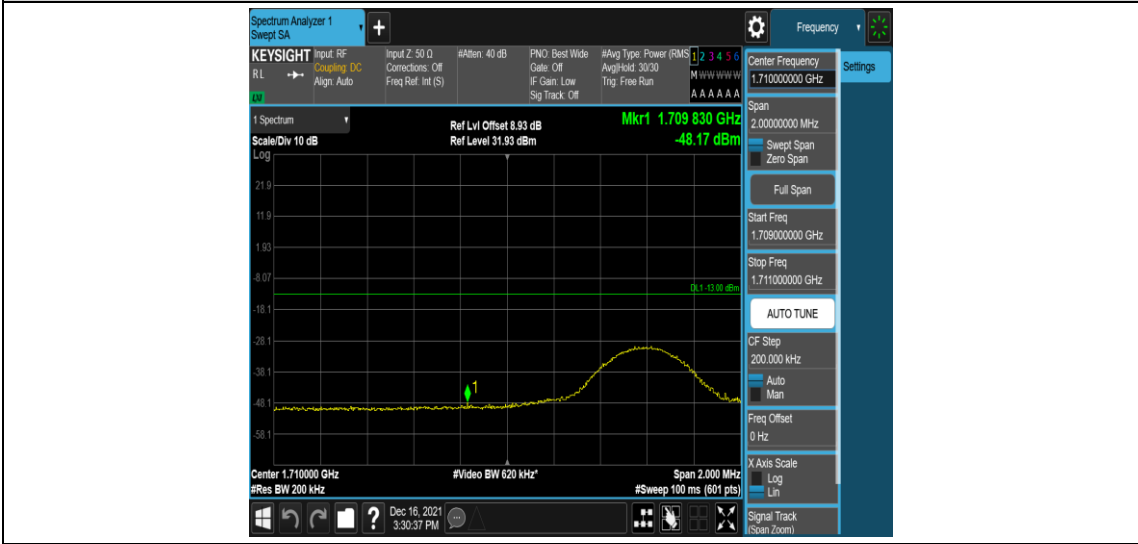 Spectrum Analyzer 1
Swept SA
+
Frequency
KEYSIGHT
RL
Input: RF
Coupling: DC
Align: Auto
Input Z: 50 Ω
Corrections: Off
Freq Ref: Int (S)
#Atten: 40 dB
PNO: Best Wide
Gate: Off
IF Gain: Low
Sig Track: Off
#Avg Type: Power (RMS
Avg|Hold: 30/30
Trig: Free Run
1 2 3 4 5 6
M W W W W W
A A A A A A
1 Spectrum
Scale/Div 10 dB
Log
Ref Lvl Offset 8.93 dB
Ref Level 31.93 dBm
Mkr1 1.709 830 GHz
-48.17 dBm
21.9
11.9
1.93
-8.07
DL1 -13.00 dBm
-18.1
-28.1
-38.1
1
-48.1
-58.1
Center 1.710000 GHz
#Video BW 620 kHz*
Span 2.000 MHz
#Res BW 200 kHz
#Sweep 100 ms (601 pts)
?
Dec 16, 2021
3:30:37 PM
Center Frequency
1.710000000 GHz
Settings
Span
2.00000000 MHz
Swept Span
Zero Span
Full Span
Start Freq
1.709000000 GHz
Stop Freq
1.711000000 GHz
AUTO TUNE
CF Step
200.000 kHz
Auto
Man
Freq Offset
0 Hz
X Axis Scale
Log
Lin
Signal Track
(Span Zoom)